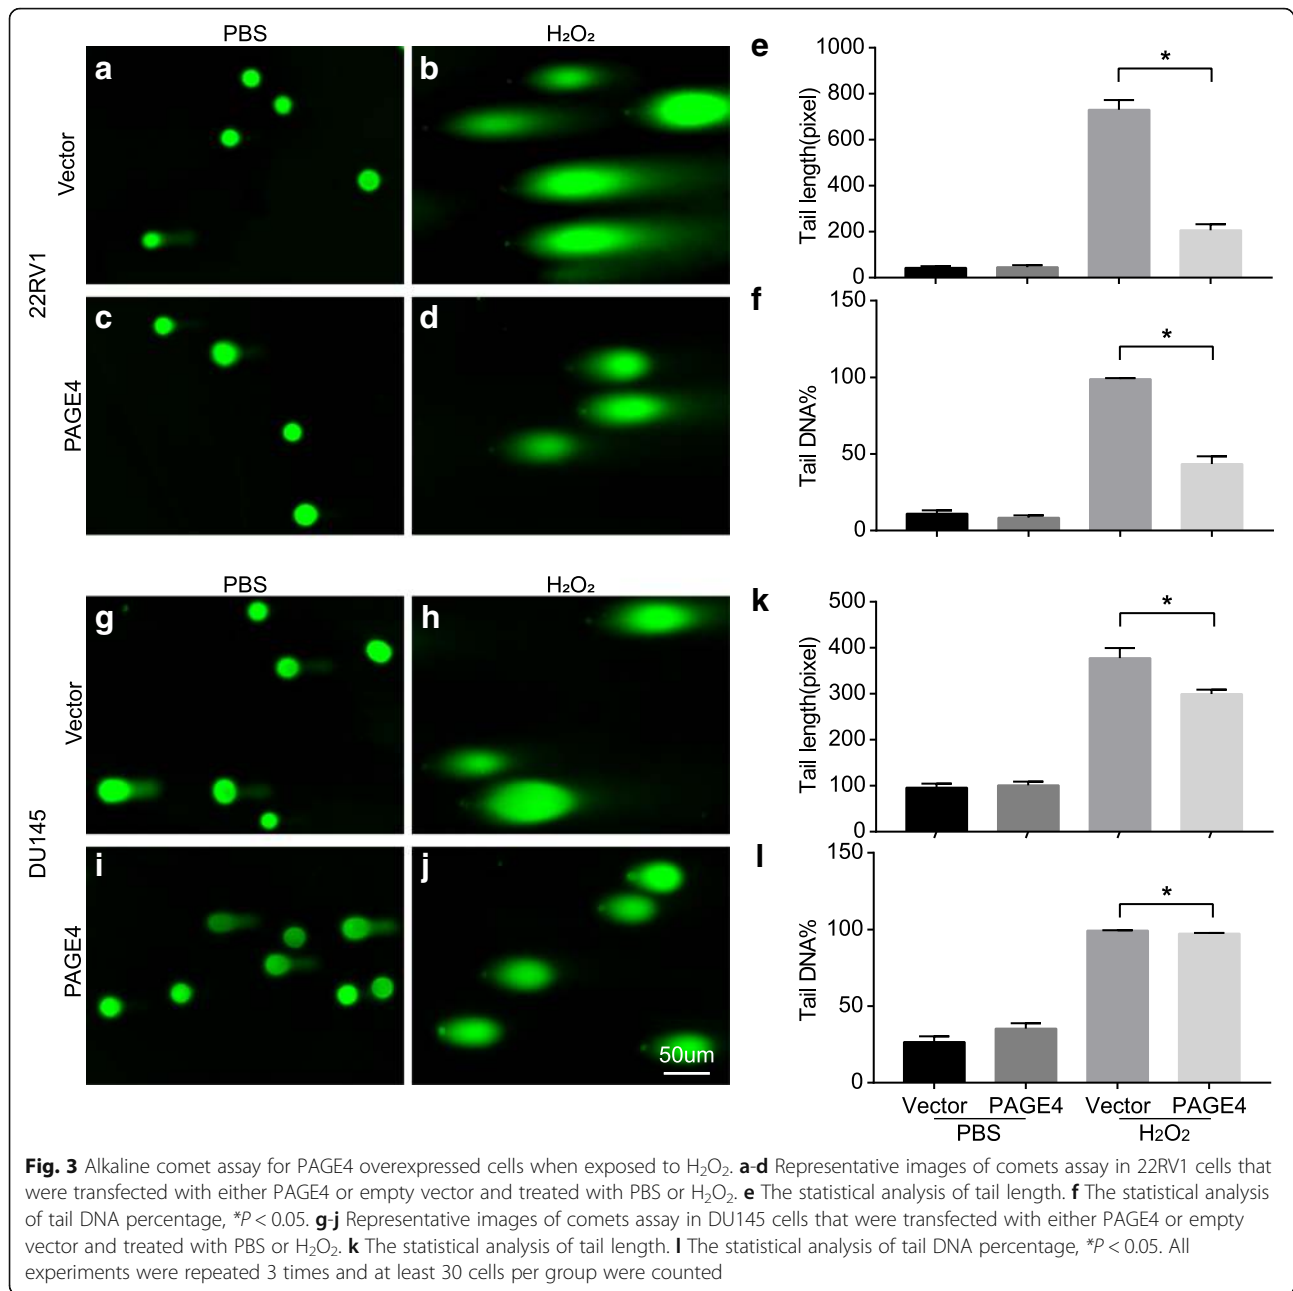 PBS
H₂O₂
a
b
Vector
c
d
22RV1
PAGE4
e
1000
800
600
400
200
0
Tail length(pixel)
*
f
150
100
50
0
Tail DNA%
*
PBS
H₂O₂
g
h
Vector
i
j
DU145
PAGE4
50um
k
500
400
300
200
100
0
Tail length(pixel)
*
l
150
100
50
0
Tail DNA%
*
Vector PAGE4 Vector PAGE4
PBS H₂O₂
Fig. 3 Alkaline comet assay for PAGE4 overexpressed cells when exposed to H₂O₂. a-d Representative images of comets assay in 22RV1 cells that
were transfected with either PAGE4 or empty vector and treated with PBS or H₂O₂. e The statistical analysis of tail length. f The statistical analysis
of tail DNA percentage, *P < 0.05. g-j Representative images of comets assay in DU145 cells that were transfected with either PAGE4 or empty
vector and treated with PBS or H₂O₂. k The statistical analysis of tail length. l The statistical analysis of tail DNA percentage, *P < 0.05. All
experiments were repeated 3 times and at least 30 cells per group were counted